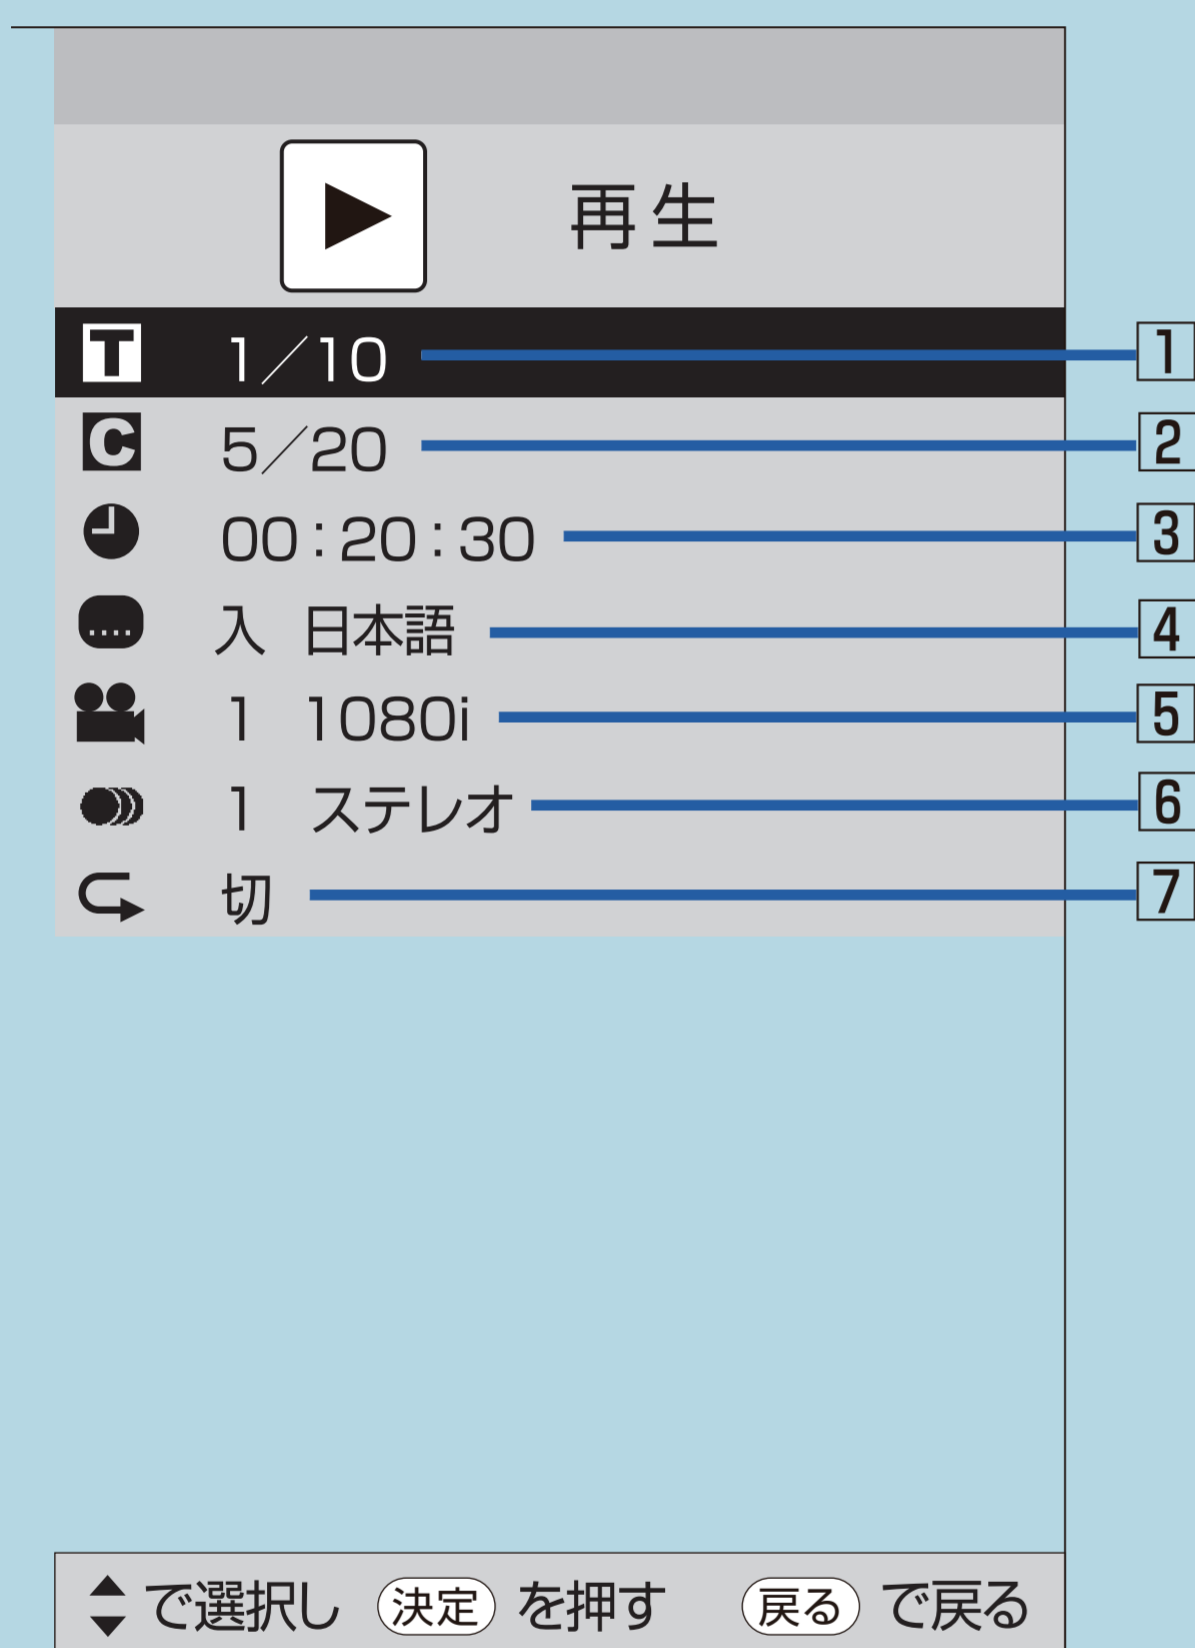 再生
T 1／10 1
C 5／20 2
00：20：30 3
入 日本語 4
1 1080i 5
1 ステレオ 6
切 7
で選択し 決定 を押す 戻る で戻る